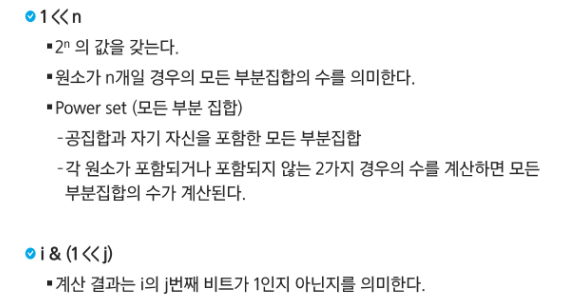 1<<n
▪2ⁿ 의 값을 갖는다.
▪원소가 n개일 경우의 모든 부분집합의 수를 의미한다.
▪Power set (모든 부분 집합)
-공집합과 자기 자신을 포함한 모든 부분집합
-각 원소가 포함되거나 포함되지 않는 2가지 경우의 수를 계산하면 모든
부분집합의 수가 계산된다.
i & (1<<j)
▪계산 결과는 i의 j번째 비트가 1인지 아닌지를 의미한다.